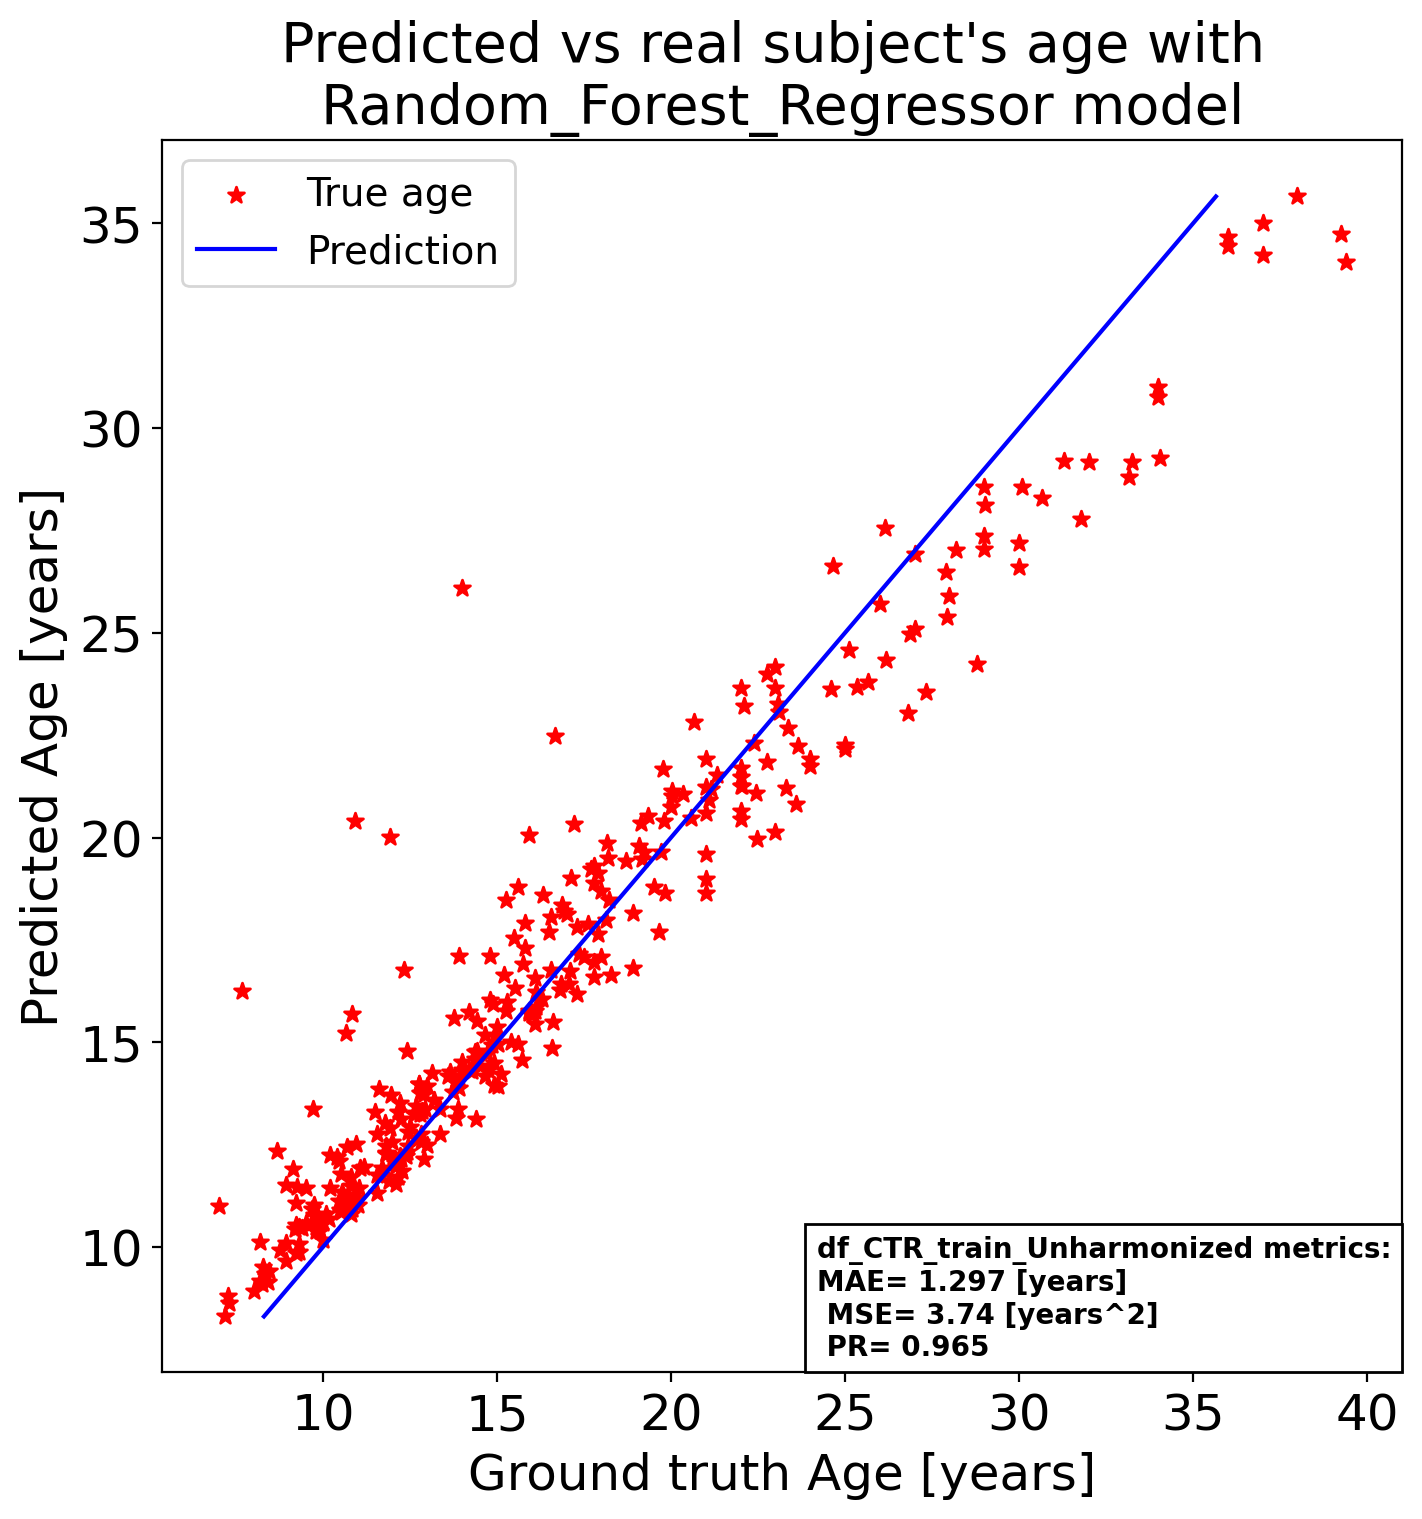 Predicted vs real subject's age with
Random_Forest_Regressor model
True age
Prediction
Predicted Age [years]
35
30
25
20
15
10
df_CTR_train_Unharmonized metrics:
MAE= 1.297 [years]
MSE= 3.74 [years^2]
PR= 0.965
10 15 20 25 30 35 40
Ground truth Age [years]